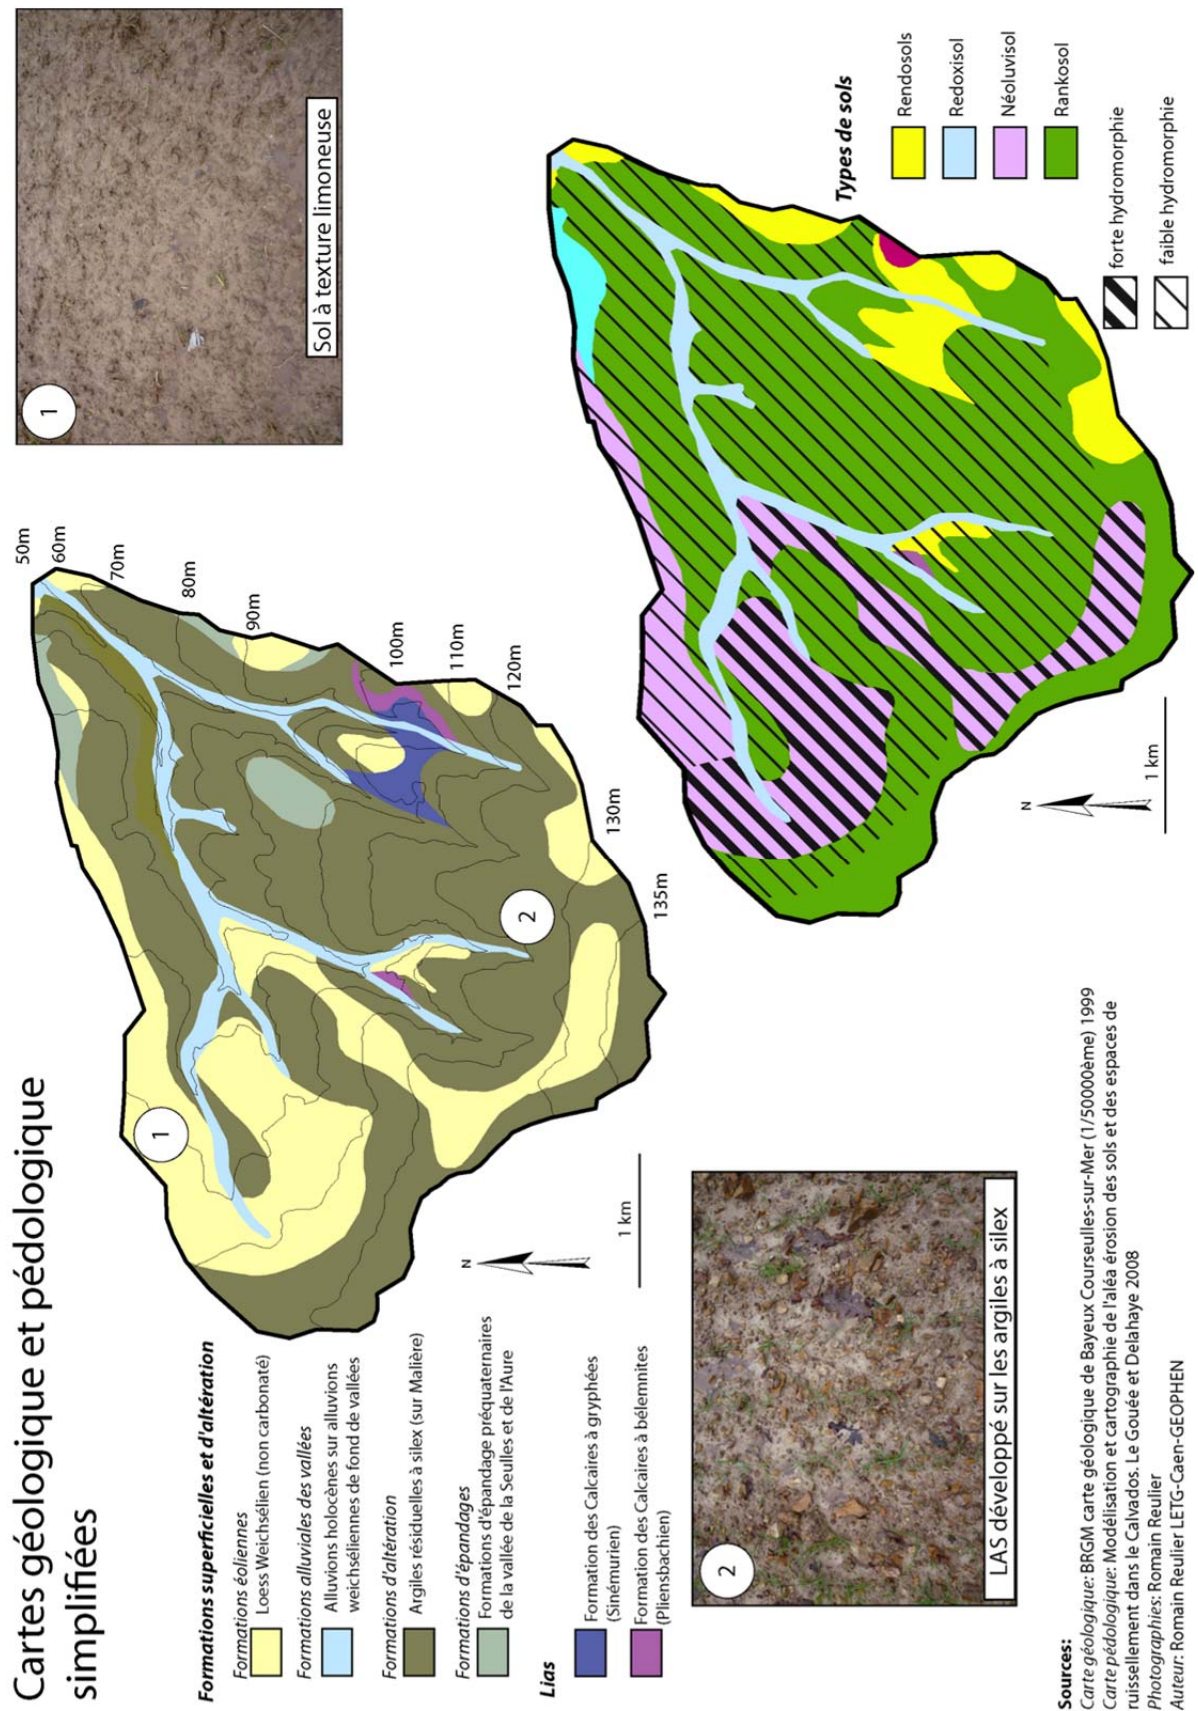 Cartes géologique et pédologique
simplifiées
Formations superficielles et d'altération
Formations éoliennes
Loess Weichsélien (non carbonaté)
Formations alluviales des vallées
Alluvions holocènes sur alluvions
weichséliennes de fond de vallées
Formations d'altération
Argiles résiduelles à silex (sur Malière)
Formations d'épandages
Formations d'épandage préquaternaires
de la vallée de la Seulles et de l'Aure
Lias
Formation des Calcaires à gryphées
(Sinémurien)
Formation des Calcaires à bélemnites
(Pliensbachien)
1
2
50m
60m
70m
80m
90m
100m
110m
120m
130m
135m
N
1 km
1
Sol à texture limoneuse
2
LAS développé sur les argiles à silex
Types de sols
Rendosols
Redoxisol
Néoluvisol
Rankosol
forte hydromorphie
faible hydromorphie
N
1 km
Sources:
Carte géologique: BRGM carte géologique de Bayeux Courseulles-sur-Mer (1/50000ème) 1999
Carte pédologique: Modélisation et cartographie de l'aléa érosion des sols et des espaces de
ruissellement dans le Calvados. Le Gouée et Delahaye 2008
Photographies: Romain Reulier
Auteur: Romain Reulier LETG-Caen-GEOPHEN